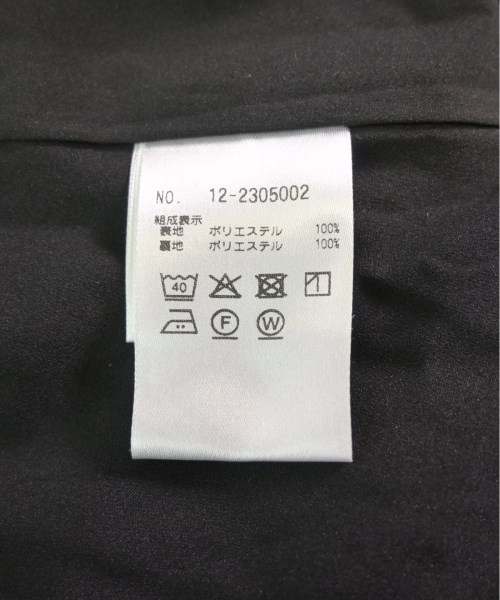 NO. 12-2305002
組成表示
表地 ポリエステル 100%
裏地 ポリエステル 100%
40
F W